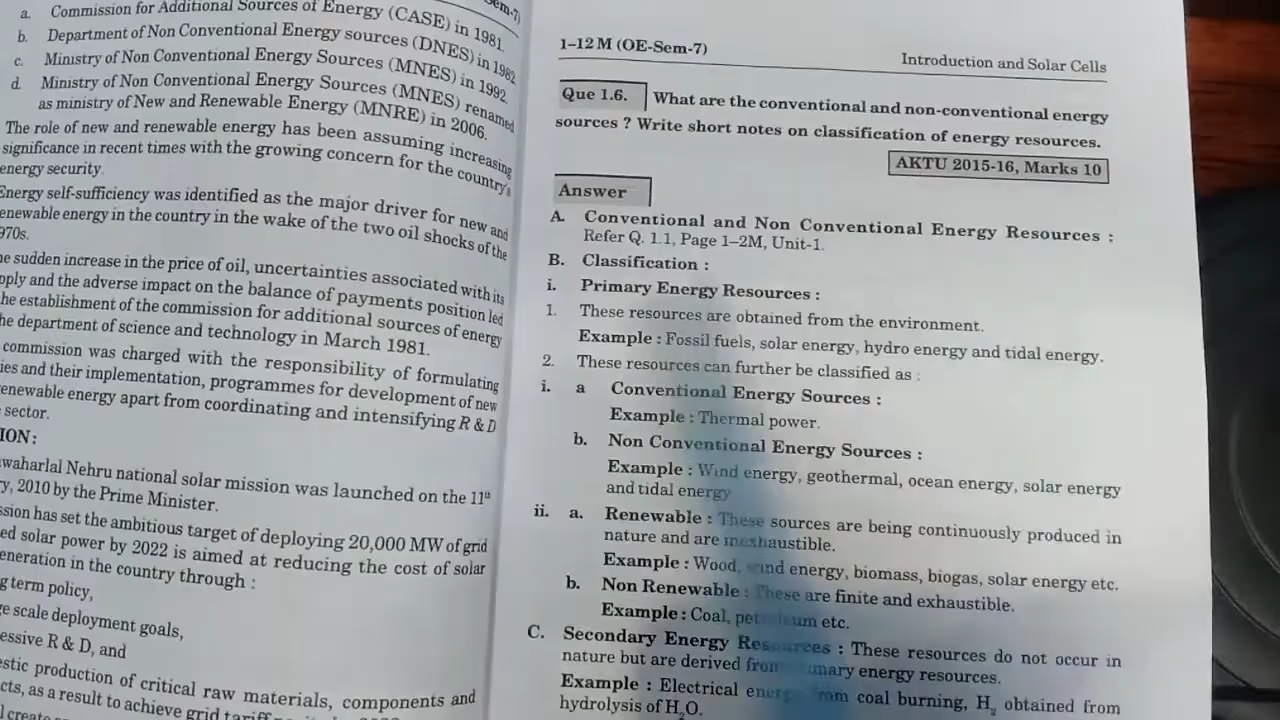 Sem-7)
a. Commission for Additional Sources of Energy (CASE) in 1981.
b. Department of Non Conventional Energy sources (DNES) in 1982
c. Ministry of Non Conventional Energy Sources (MNES) in 1992.
d. Ministry of Non Conventional Energy Sources (MNES) renamed
as ministry of New and Renewable Energy (MNRE) in 2006.
The role of new and renewable energy has been assuming increasing
significance in recent times with the growing concern for the country's
energy security.
Energy self-sufficiency was identified as the major driver for new and
enewable energy in the country in the wake of the two oil shocks of the
970s.
he sudden increase in the price of oil, uncertainties associated with its
pply and the adverse impact on the balance of payments position led
he establishment of the commission for additional sources of energy
he department of science and technology in March 1981.
commission was charged with the responsibility of formulating
ies and their implementation, programmes for development of new
enewable energy apart from coordinating and intensifying R & D
sector.
ION:
waharlal Nehru national solar mission was launched on the 11th
y, 2010 by the Prime Minister.
ssion has set the ambitious target of deploying 20,000 MW of grid
ed solar power by 2022 is aimed at reducing the cost of solar
eneration in the country through :
g term policy,
ge scale deployment goals,
essive R & D, and
estic production of critical raw materials, components and
cts, as a result to achieve grid tariff
l create
1–12 M (OE-Sem-7)
Introduction and Solar Cells
Que 1.6. What are the conventional and non-conventional energy
sources ? Write short notes on classification of energy resources.
AKTU 2015-16, Marks 10
Answer
A. Conventional and Non Conventional Energy Resources :
Refer Q. 1.1, Page 1–2M, Unit-1.
B. Classification :
i. Primary Energy Resources :
1. These resources are obtained from the environment.
Example : Fossil fuels, solar energy, hydro energy and tidal energy.
2. These resources can further be classified as :
i. a Conventional Energy Sources :
Example : Thermal power.
b. Non Conventional Energy Sources :
Example : Wind energy, geothermal, ocean energy, solar energy
and tidal energy
ii. a. Renewable : These sources are being continuously produced in
nature and are inexhaustible.
Example : Wood, wind energy, biomass, biogas, solar energy etc.
b. Non Renewable : These are finite and exhaustible.
Example : Coal, petroleum etc.
C. Secondary Energy Resources : These resources do not occur in
nature but are derived from primary energy resources.
Example : Electrical energy from coal burning, H₂ obtained from
hydrolysis of H₂O.